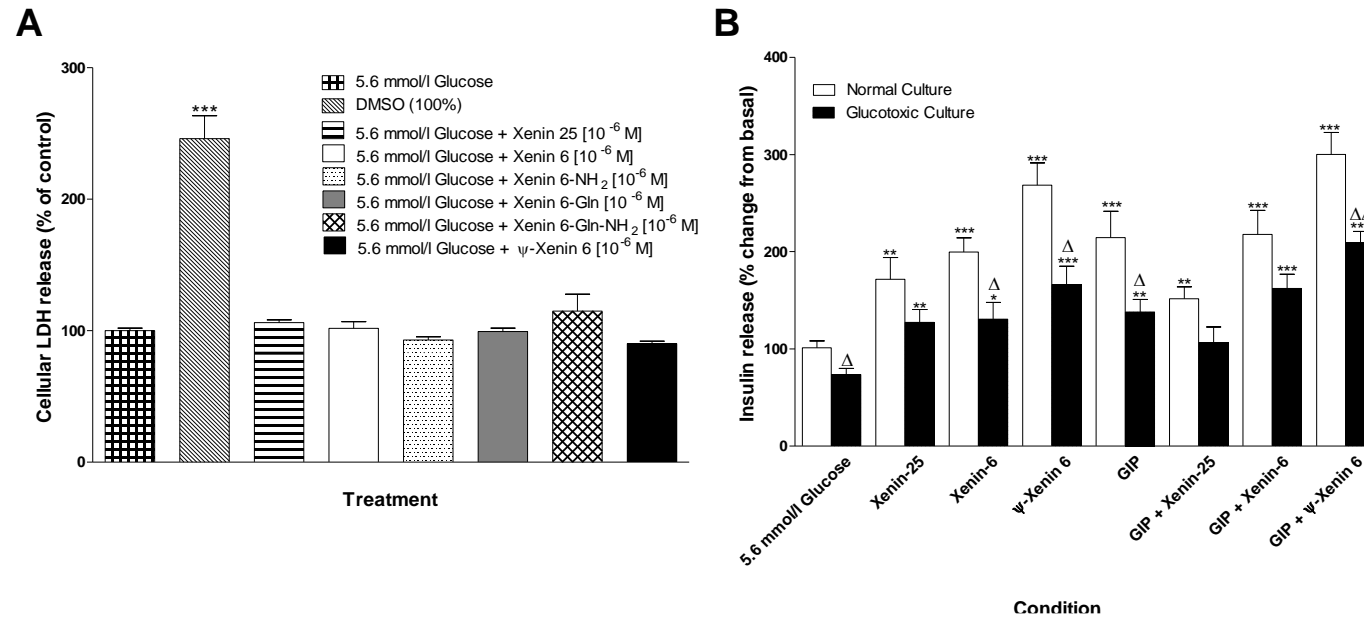 A
Cellular LDH release (% of control)
300
200
100
0
***
5.6 mmol/l Glucose
DMSO (100%)
5.6 mmol/l Glucose + Xenin 25 [10⁻⁶ M]
5.6 mmol/l Glucose + Xenin 6 [10⁻⁶ M]
5.6 mmol/l Glucose + Xenin 6-NH₂ [10⁻⁶ M]
5.6 mmol/l Glucose + Xenin 6-Gln [10⁻⁶ M]
5.6 mmol/l Glucose + Xenin 6-Gln-NH₂ [10⁻⁶ M]
5.6 mmol/l Glucose + ψ-Xenin 6 [10⁻⁶ M]
Treatment
B
Insulin release (% change from basal)
400
300
200
100
0
Normal Culture
Glucotoxic Culture
Δ
**
**
***
Δ
*
***
Δ
***
***
Δ
**
**
***
***
***
ΔΔ
**
5.6 mmol/l Glucose
Xenin-25
Xenin-6
ψ-Xenin 6
GIP
GIP + Xenin-25
GIP + Xenin-6
GIP + ψ-Xenin 6
Condition